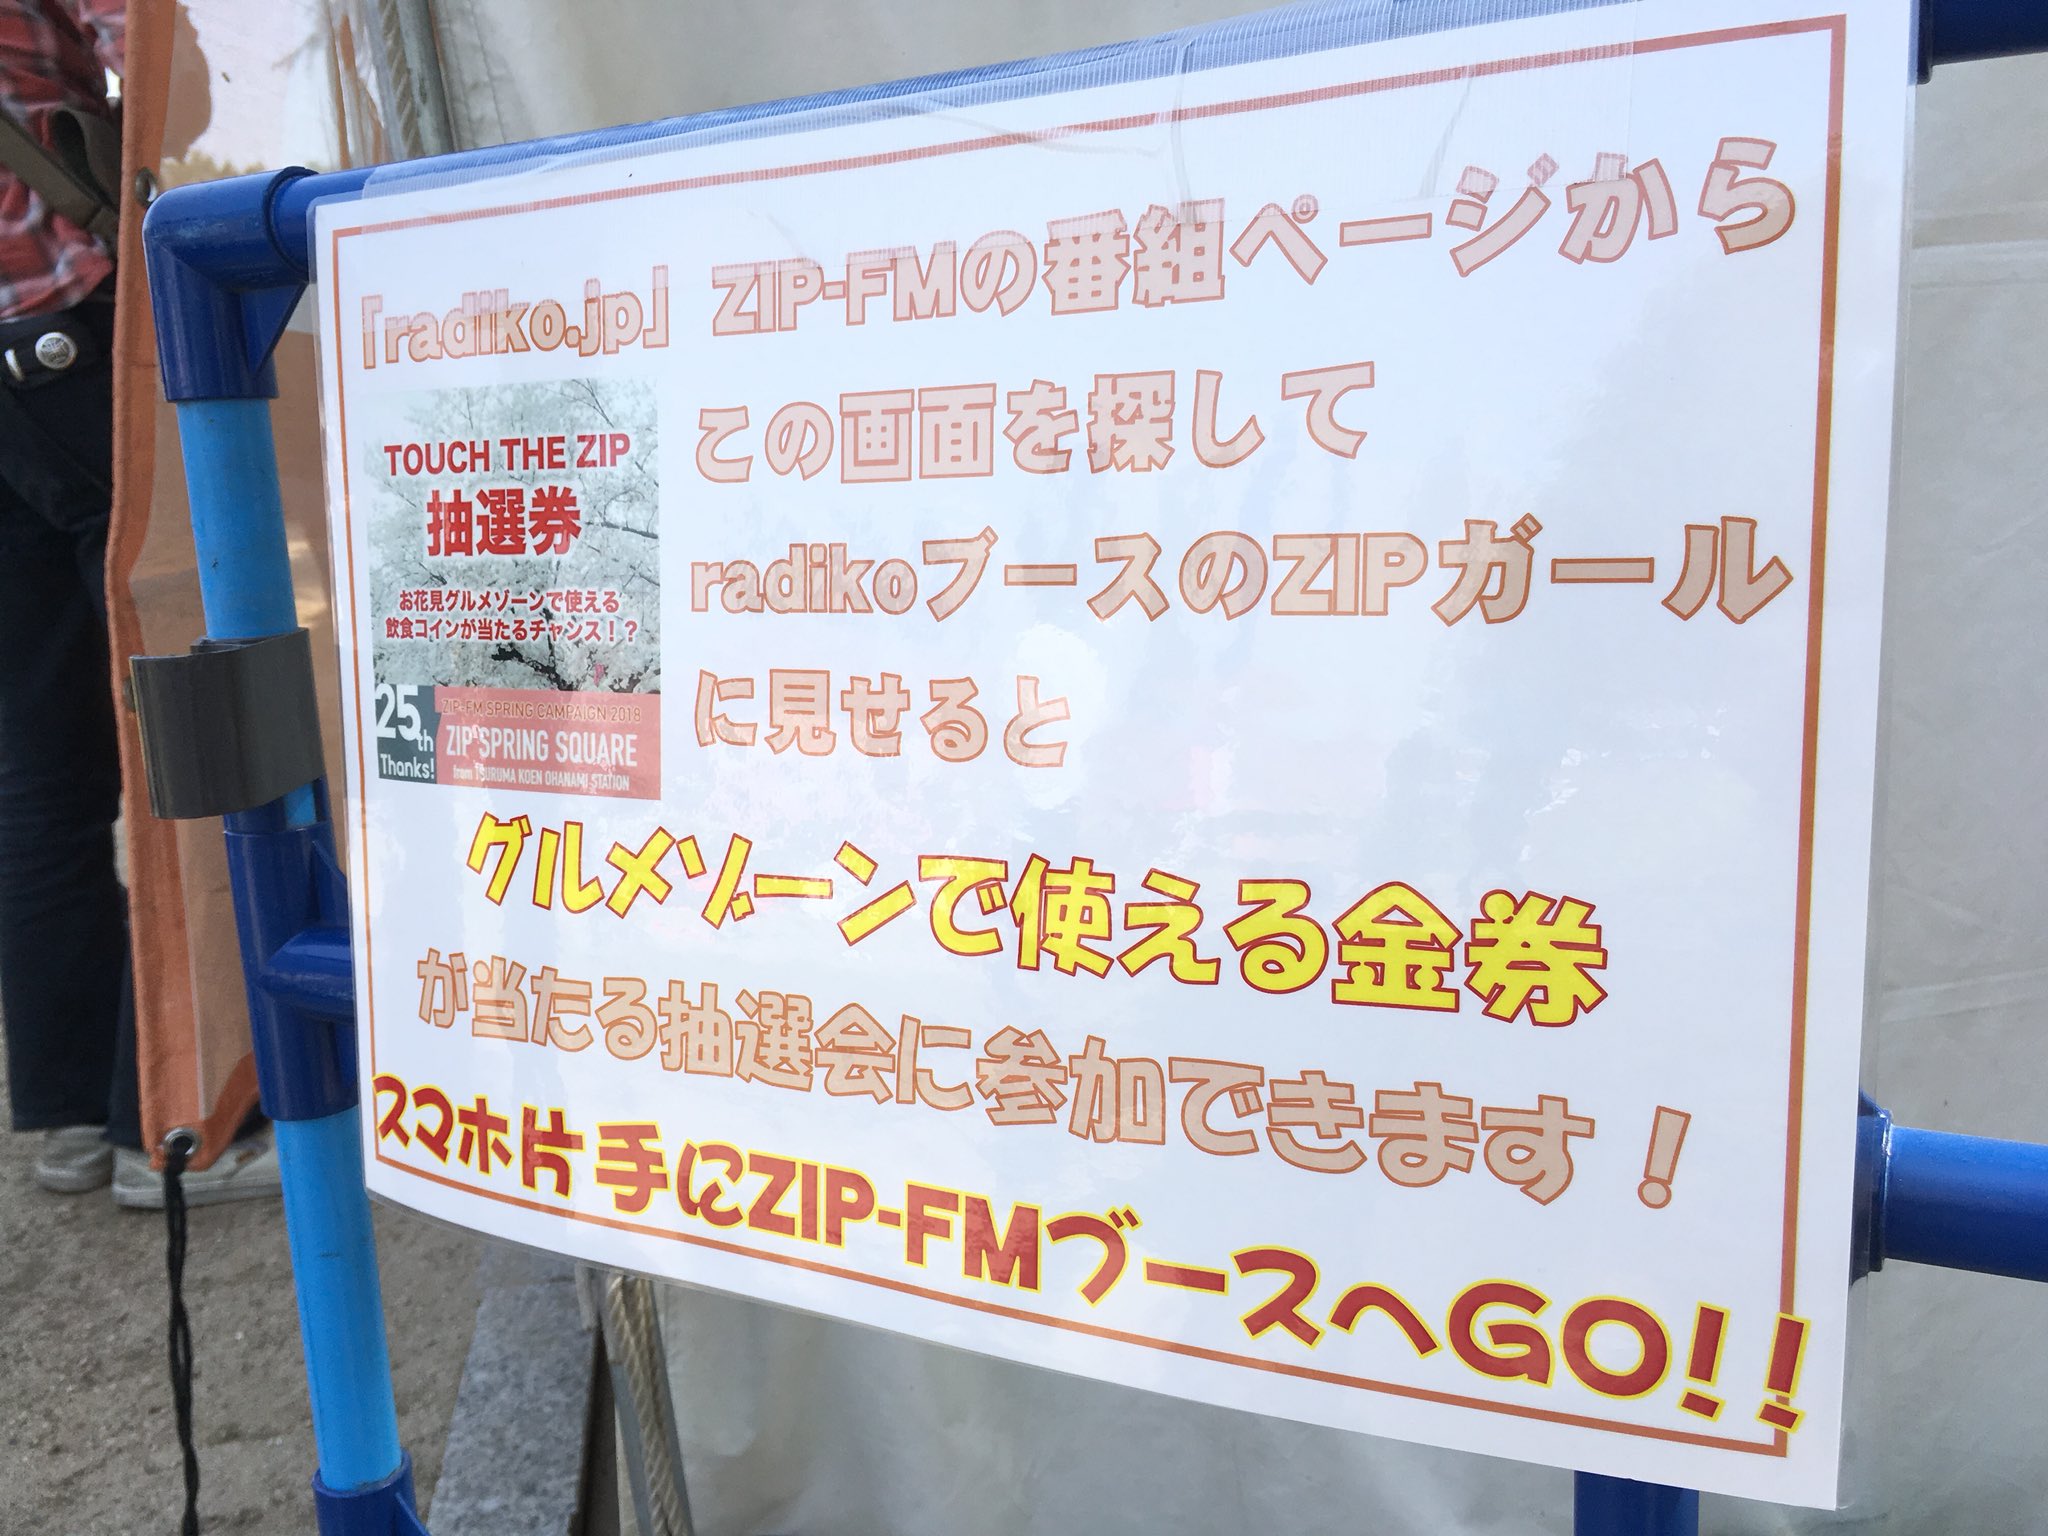 「radiko.jp」 ZIP-FMの番組ページから
この画面を探して
radikoブースのZIPガール
に見せると
TOUCH THE ZIP
抽選券
お花見グルメゾーンで使える
飲食コインが当たるチャンス！？
25th
Thanks!
ZIP-FM SPRING CAMPAIGN 2018
ZIP SPRING SQUARE
from TSURUMA KOEN OHANAMI STATION
グルメゾーンで使える金券
が当たる抽選会に参加できます！
スマホ片手にZIP-FMブースへGO!!